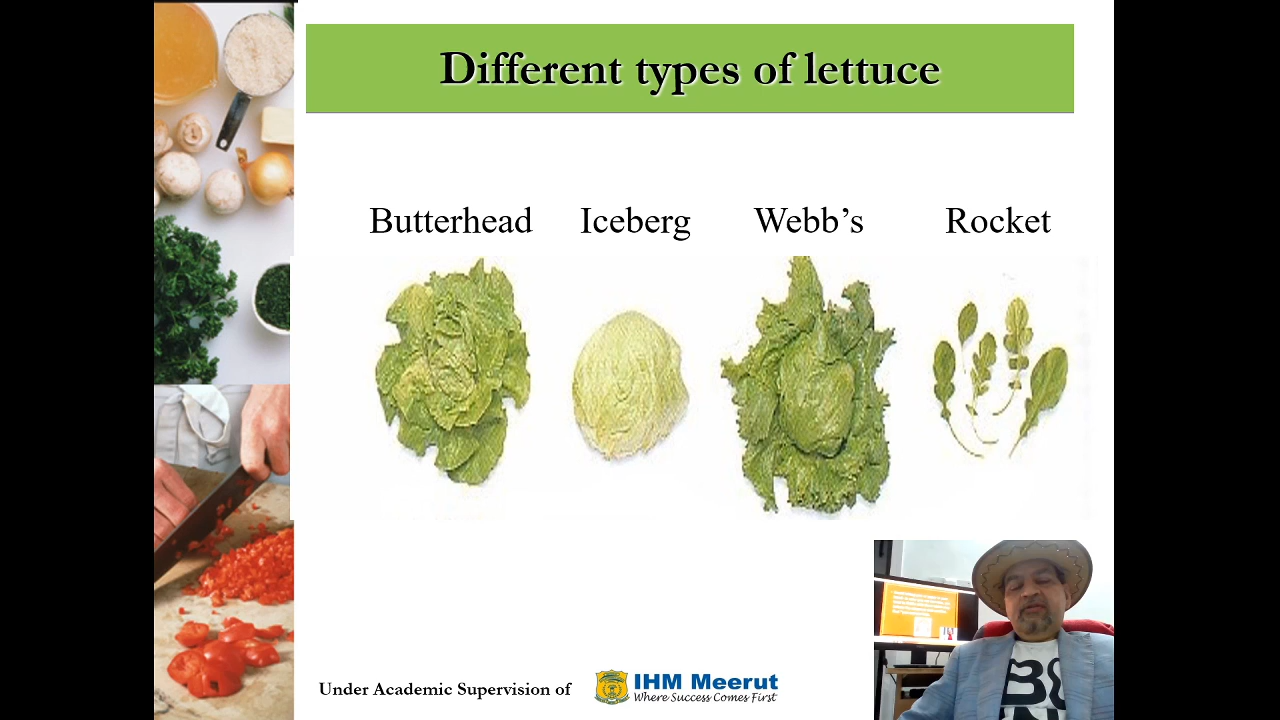 Different types of lettuce
Butterhead Iceberg Webb’s Rocket
Under Academic Supervision of
IHM Meerut
Where Success Comes First